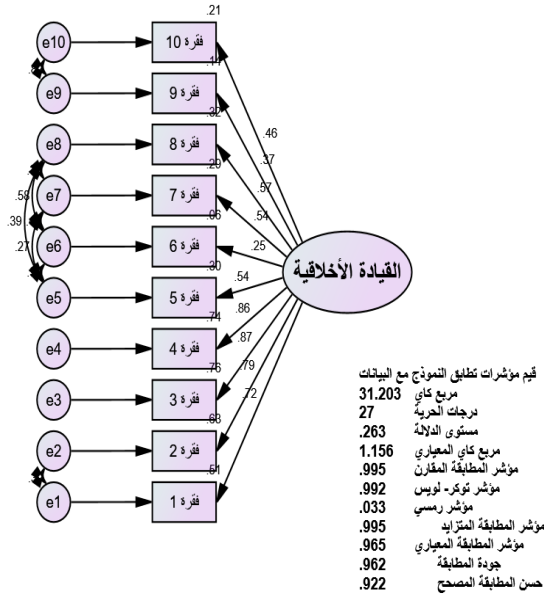 .21
e10
فقرة 10
.14
e9
فقرة 9
.46
.32
e8
فقرة 8
.37
.29
e7
فقرة 7
.57
.58
.06
.54
.39
e6
فقرة 6
.25
.27
.30
القيادة الأخلاقية
e5
فقرة 5
.54
.74
.86
e4
فقرة 4
.87
.76
.79
e3
فقرة 3
.72
.63
e2
فقرة 2
.51
e1
فقرة 1
قيم مؤشرات تطابق النموذج مع البيانات
مربع كاي 31.203
درجات الحرية 27
مستوى الدلالة .263
مربع كاي المعياري 1.156
مؤشر المطابقة المقارن .995
مؤشر توكر- لويس .992
مؤشر رمسي .033
مؤشر المطابقة المتزايد .995
مؤشر المطابقة المعياري .965
جودة المطابقة .962
حسن المطابقة المصحح .922